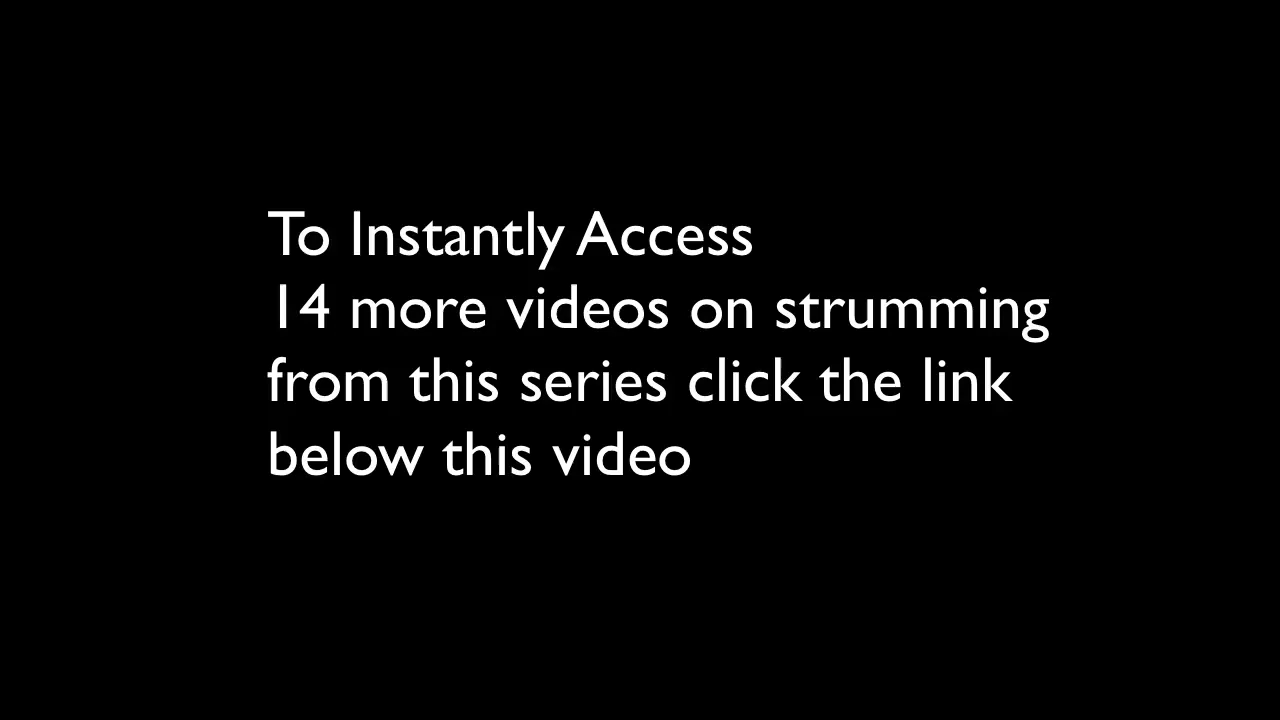 To Instantly Access
14 more videos on strumming
from this series click the link
below this video